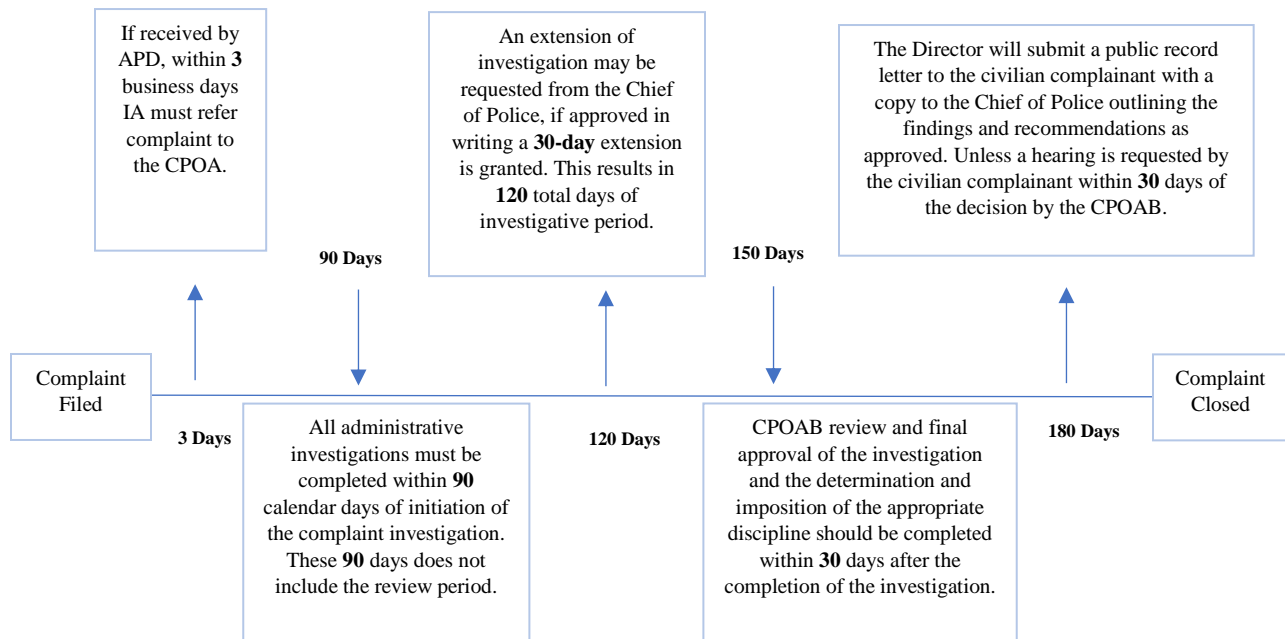 If received by
APD, within 3
business days
IA must refer
complaint to
the CPOA.
An extension of
investigation may be
requested from the Chief
of Police, if approved in
writing a 30-day extension
is granted. This results in
120 total days of
investigative period.
The Director will submit a public record
letter to the civilian complainant with a
copy to the Chief of Police outlining the
findings and recommendations as
approved. Unless a hearing is requested by
the civilian complainant within 30 days of
the decision by the CPOAB.
90 Days
150 Days
Complaint
Filed
Complaint
Closed
3 Days
120 Days
180 Days
All administrative
investigations must be
completed within 90
calendar days of initiation of
the complaint investigation.
These 90 days does not
include the review period.
CPOAB review and final
approval of the investigation
and the determination and
imposition of the appropriate
discipline should be completed
within 30 days after the
completion of the investigation.